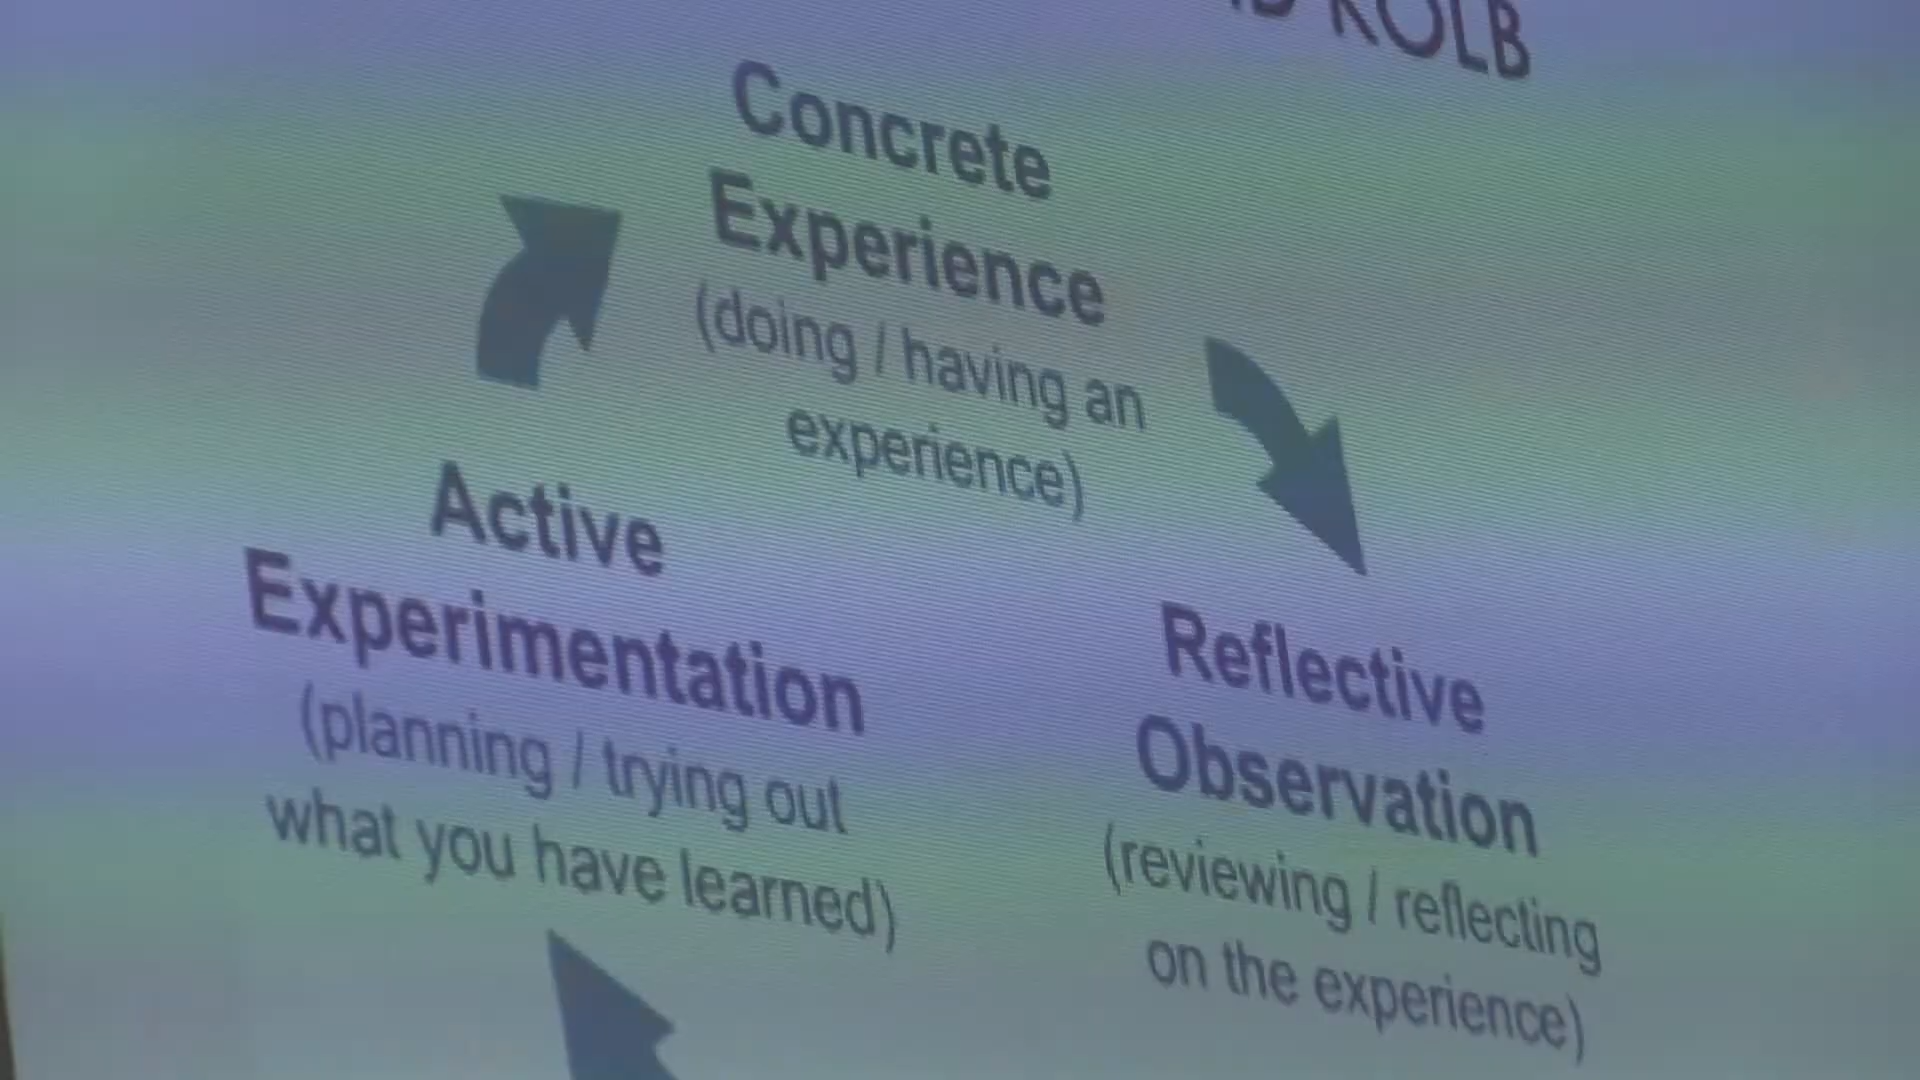 KOLB
Concrete
Experience
(doing / having an
experience)
Active
Experimentation
(planning / trying out
what you have learned)
Reflective
Observation
(reviewing / reflecting
on the experience)